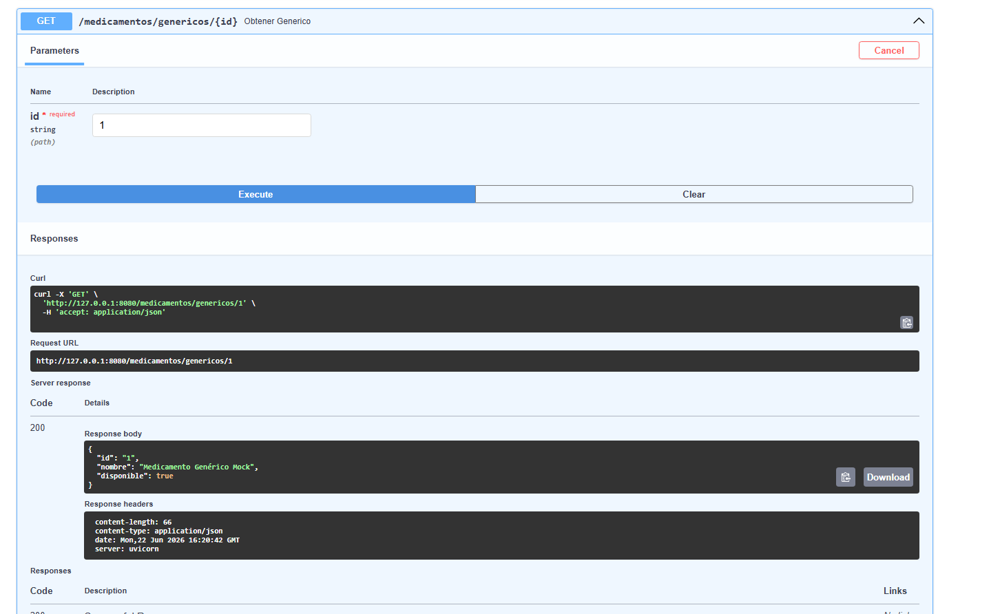 GET /medicamentos/genericos/{id} Obtener Generico
Parameters
Cancel
Name Description
id * required
string
(path)
1
Execute Clear
Responses
Curl
curl -X 'GET' \
'http://127.0.0.1:8080/medicamentos/genericos/1' \
-H 'accept: application/json'
Request URL
http://127.0.0.1:8080/medicamentos/genericos/1
Server response
Code Details
200
Response body
{
"id": "1",
"nombre": "Medicamento Genérico Mock",
"disponible": true
}
Download
Response headers
content-length: 66
content-type: application/json
date: Mon,22 Jun 2026 16:20:42 GMT
server: uvicorn
Responses
Code Description Links